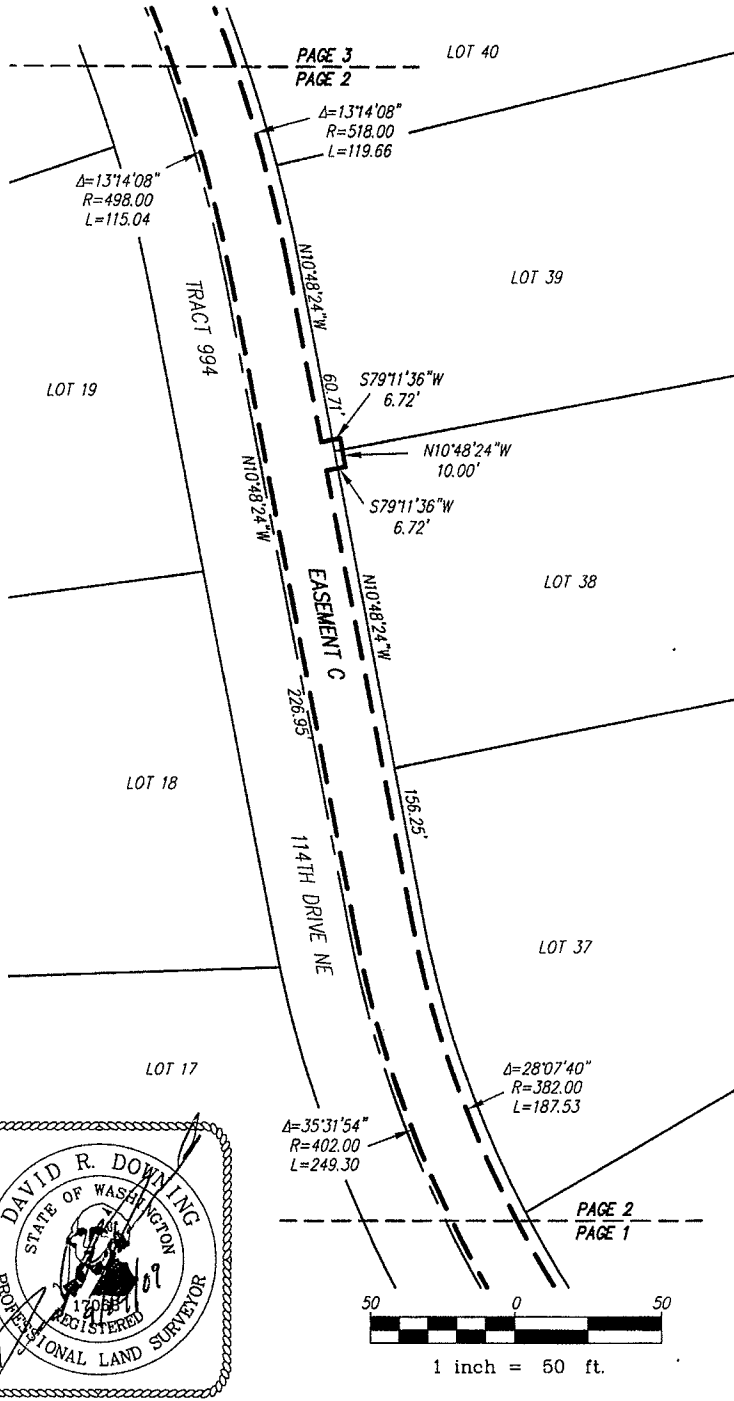 PAGE 3
PAGE 2
LOT 40
Δ=13°14'08"
R=518.00
L=119.66
Δ=13°14'08"
R=498.00
L=115.04
N10°48'24"W
LOT 39
TRACT 994
60.71'
S79°11'36"W
6.72'
LOT 19
N10°48'24"W
10.00'
N10°48'24"W
S79°11'36"W
6.72'
EASEMENT C
N10°48'24"W
LOT 38
226.95'
LOT 18
156.25'
114TH DRIVE NE
LOT 37
LOT 17
Δ=28°07'40"
R=382.00
L=187.53
Δ=35°31'54"
R=402.00
L=249.30
DAVID R. DOWNING
STATE OF WASHINGTON
REGISTERED
PROFESSIONAL LAND SURVEYOR
PAGE 2
PAGE 1
50 0 50
1 inch = 50 ft.